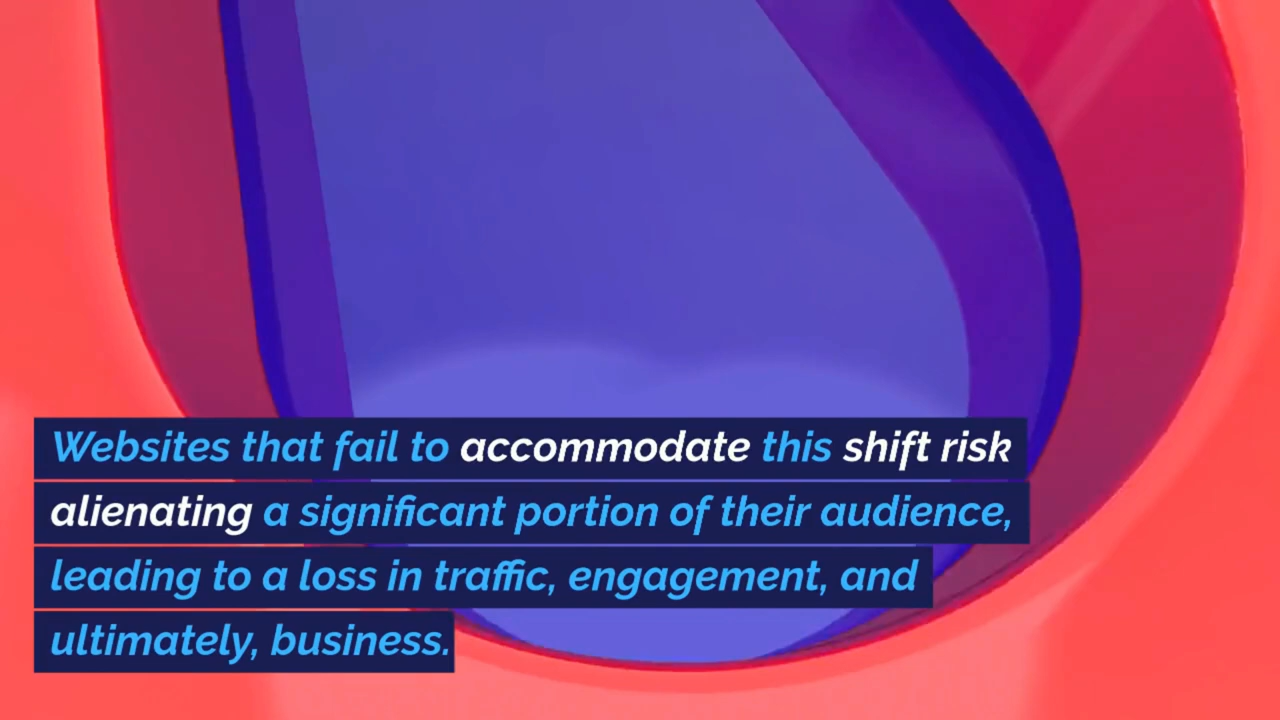 Websites that fail to accommodate this shift risk
alienating a significant portion of their audience,
leading to a loss in traffic, engagement, and
ultimately, business.